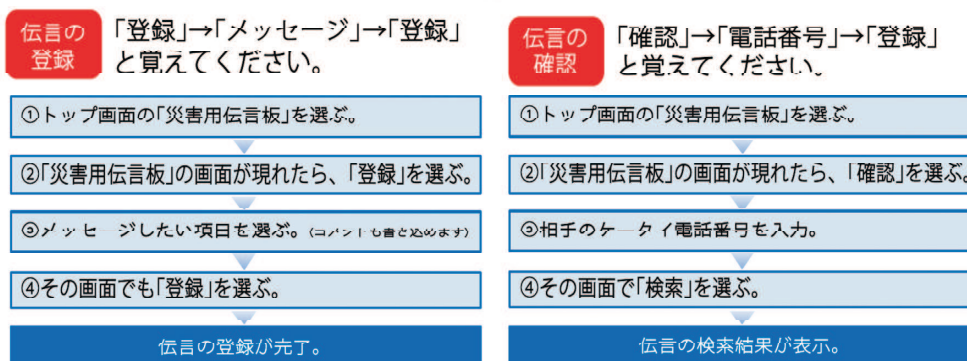 伝言の
登録
「登録」→「メッセージ」→「登録」
と覚えてください。
①トップ画面の「災害用伝言板」を選ぶ。
②「災害用伝言板」の画面が現れたら、「登録」を選ぶ。
③メッセージしたい項目を選ぶ。(コメントも書き込めます)
④その画面でも「登録」を選ぶ。
伝言の登録が完了。
伝言の
確認
「確認」→「電話番号」→「登録」
と覚えてください。
①トップ画面の「災害用伝言板」を選ぶ。
②「災害用伝言板」の画面が現れたら、「確認」を選ぶ。
③相手のケータイ電話番号を入力。
④その画面で「検索」を選ぶ。
伝言の検索結果が表示。